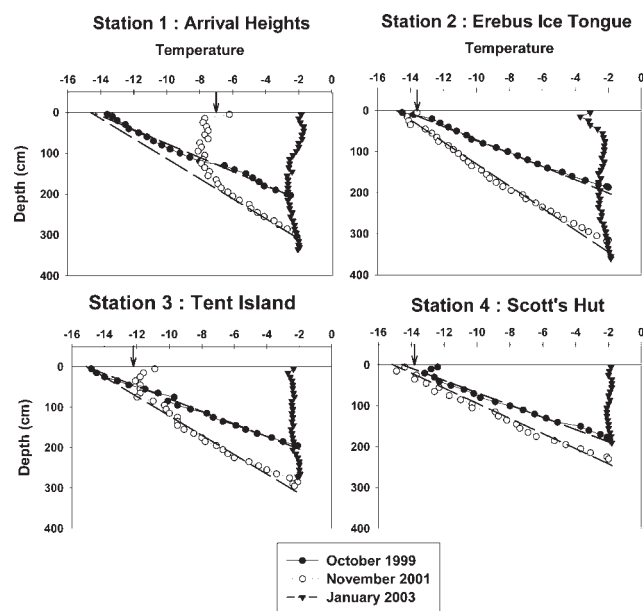 Station 1 : Arrival Heights
Temperature
-16 -14 -12 -10 -8 -6 -4 -2 0
0
100
200
300
400
Depth (cm)
Station 2 : Erebus Ice Tongue
Temperature
-16 -14 -12 -10 -8 -6 -4 -2 0
0
100
200
300
400
Station 3 : Tent Island
-16 -14 -12 -10 -8 -6 -4 -2 0
0
100
200
300
400
Depth (cm)
Station 4 : Scott's Hut
-16 -14 -12 -10 -8 -6 -4 -2 0
0
100
200
300
400
October 1999
November 2001
January 2003